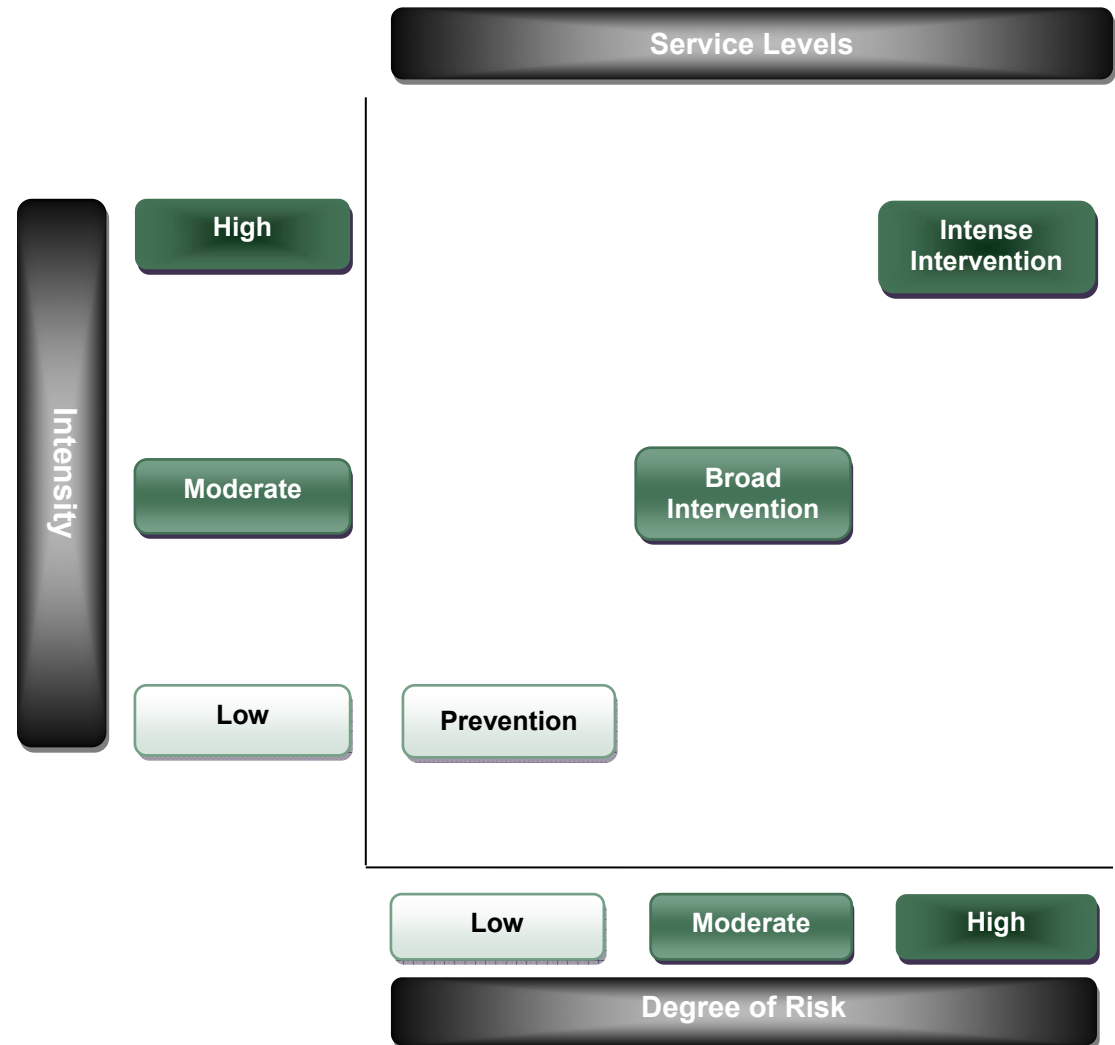 Service Levels
High
Intense
Intervention
Intensity
Moderate
Broad
Intervention
Low
Prevention
Low
Moderate
High
Degree of Risk